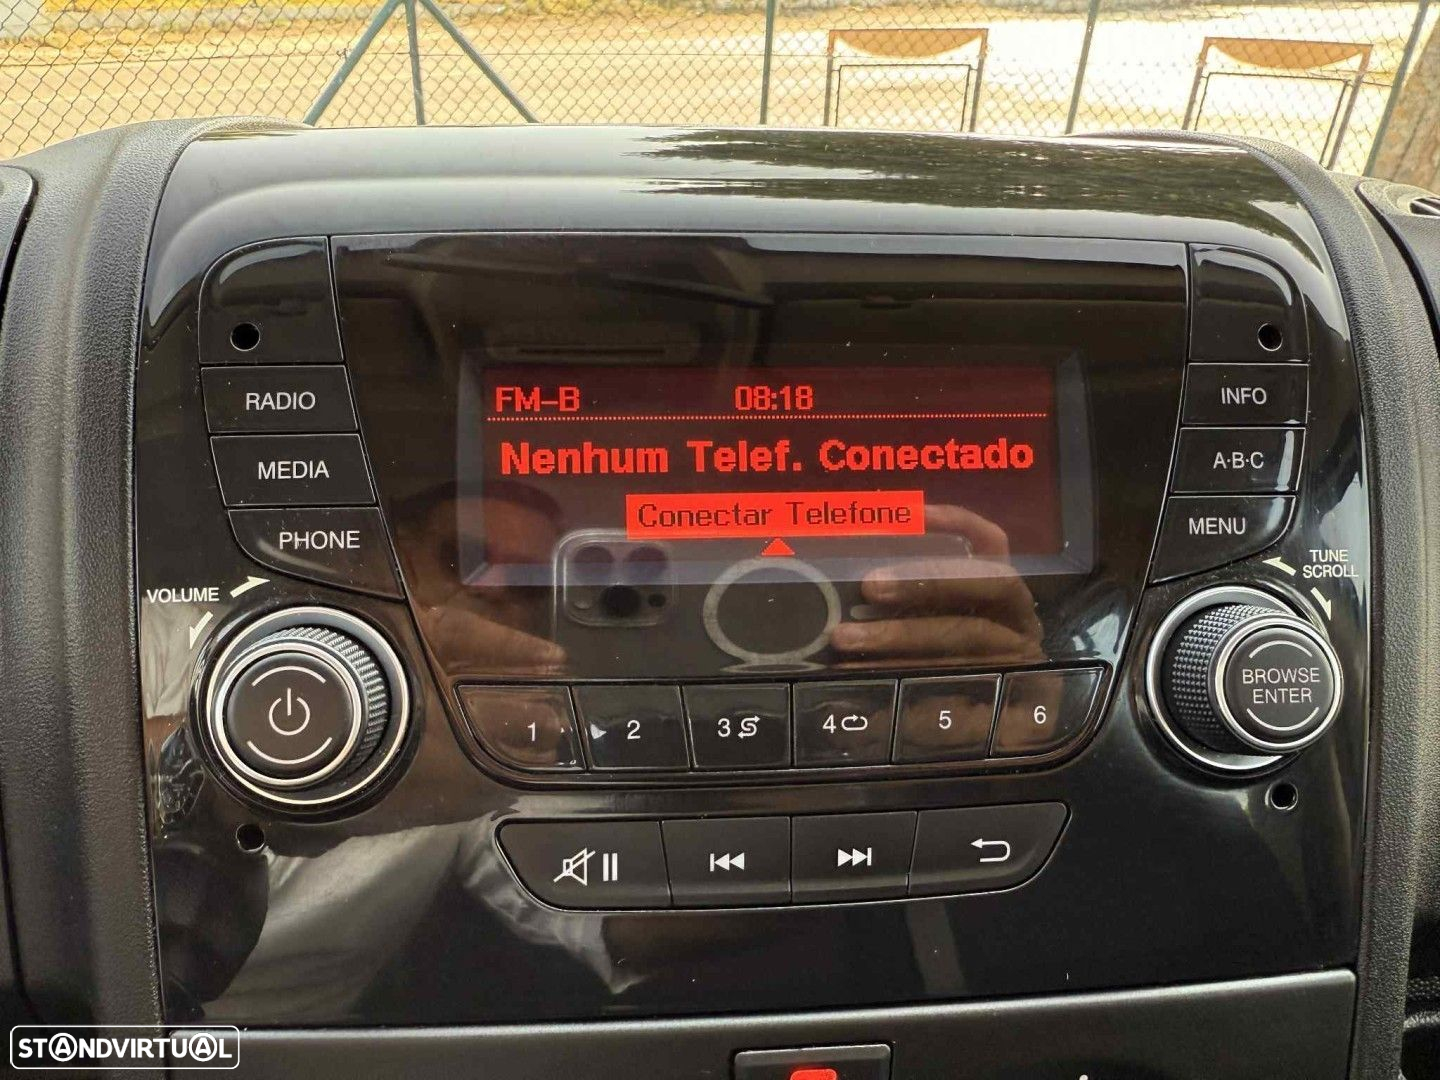 FM-B 08:18
Nenhum Telef. Conectado
Conectar Telefone
RADIO
MEDIA
PHONE
VOLUME
INFO
A·B·C
MENU
TUNE
SCROLL
BROWSE
ENTER
1 2 3 4 5 6
STANDVIRTUAL